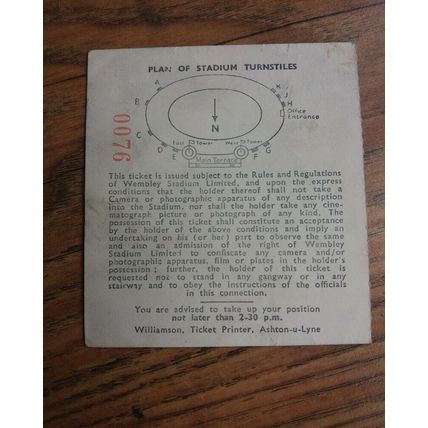 PLAN OF STADIUM TURNSTILES
A
K
J
B
H
Office
Entrance
0076
N
C
East Tower
West Tower
D
E
F
G
Main Terrace
This ticket is issued subject to the Rules and Regulations
of Wembley Stadium Limited, and upon the express
conditions that the holder thereof shall not take a
Camera or photographic apparatus of any description
into the Stadium, nor shall the holder take any cine-
matograph picture or photograph of any kind. The
possession of this ticket shall constitute an acceptance
by the holder of the above conditions and imply an
undertaking on his (or her) part to observe the same
and also an admission of the right of Wembley
Stadium Limited to confiscate any camera and/or
photographic apparatus, film or plates in the holder's
possession; further, the holder of this ticket is
requested not to stand in any gangway or in any
stairway and to obey the instructions of the officials
in this connection.
You are advised to take up your position
not later than 2-30 p.m.
Williamson, Ticket Printer, Ashton-u-Lyne